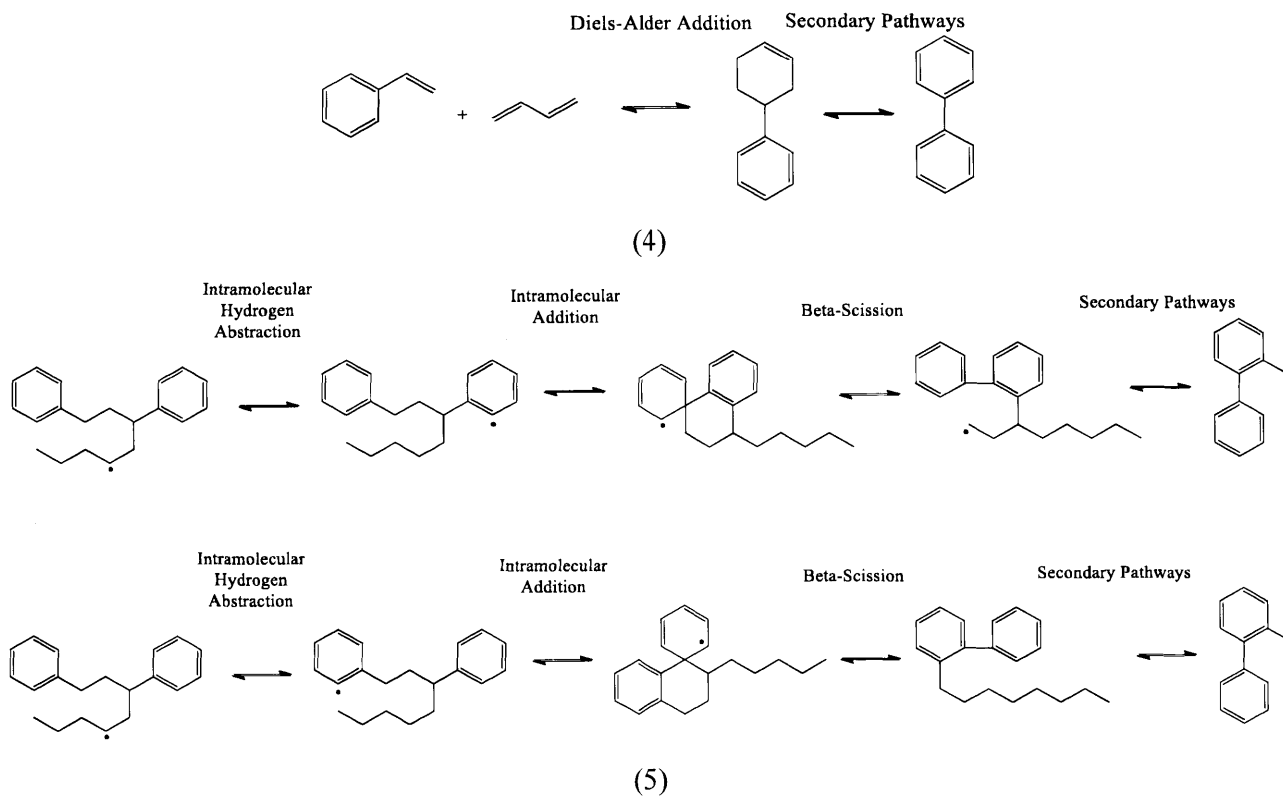 Diels-Alder Addition
Secondary Pathways
+
(4)
Intramolecular
Hydrogen
Abstraction
Intramolecular
Addition
Beta-Scission
Secondary Pathways
Intramolecular
Hydrogen
Abstraction
Intramolecular
Addition
Beta-Scission
Secondary Pathways
(5)